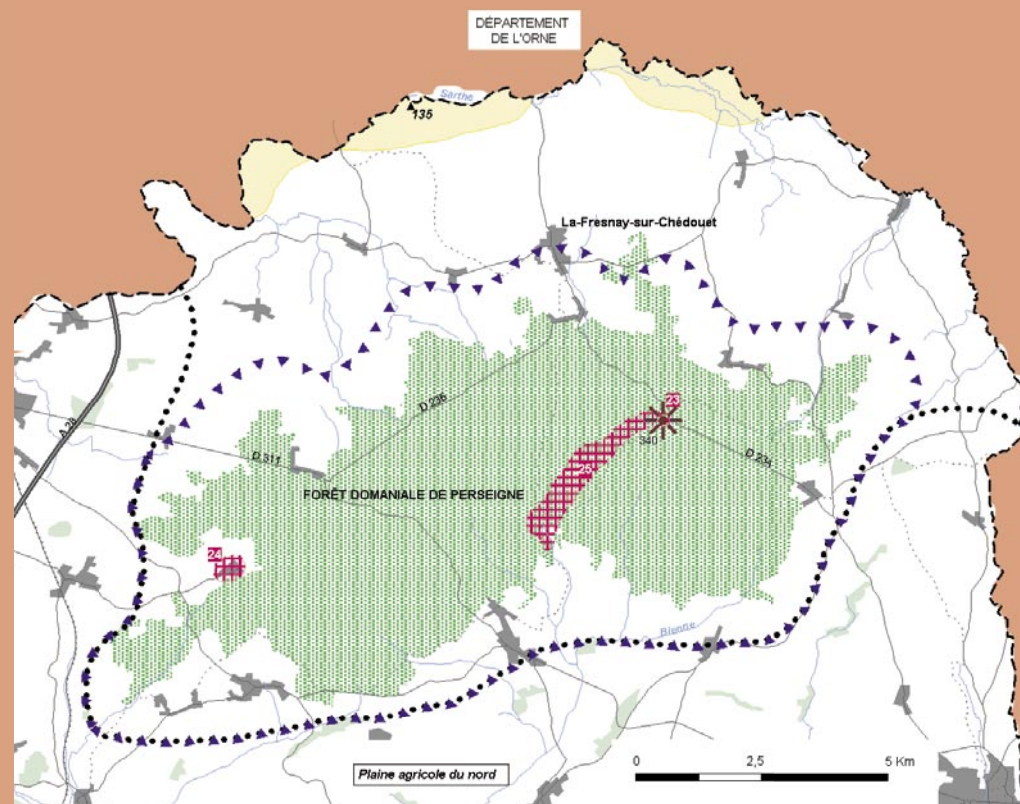 DÉPARTEMENT
DE L'ORNE
Sarthe
135
La-Fresnay-sur-Chédouet
D 236
23
A 28
340
D 311
D 234
25
FORÊT DOMANIALE DE PERSEIGNE
24
Bienne
Plaine agricole du nord
0 2,5 5 Km